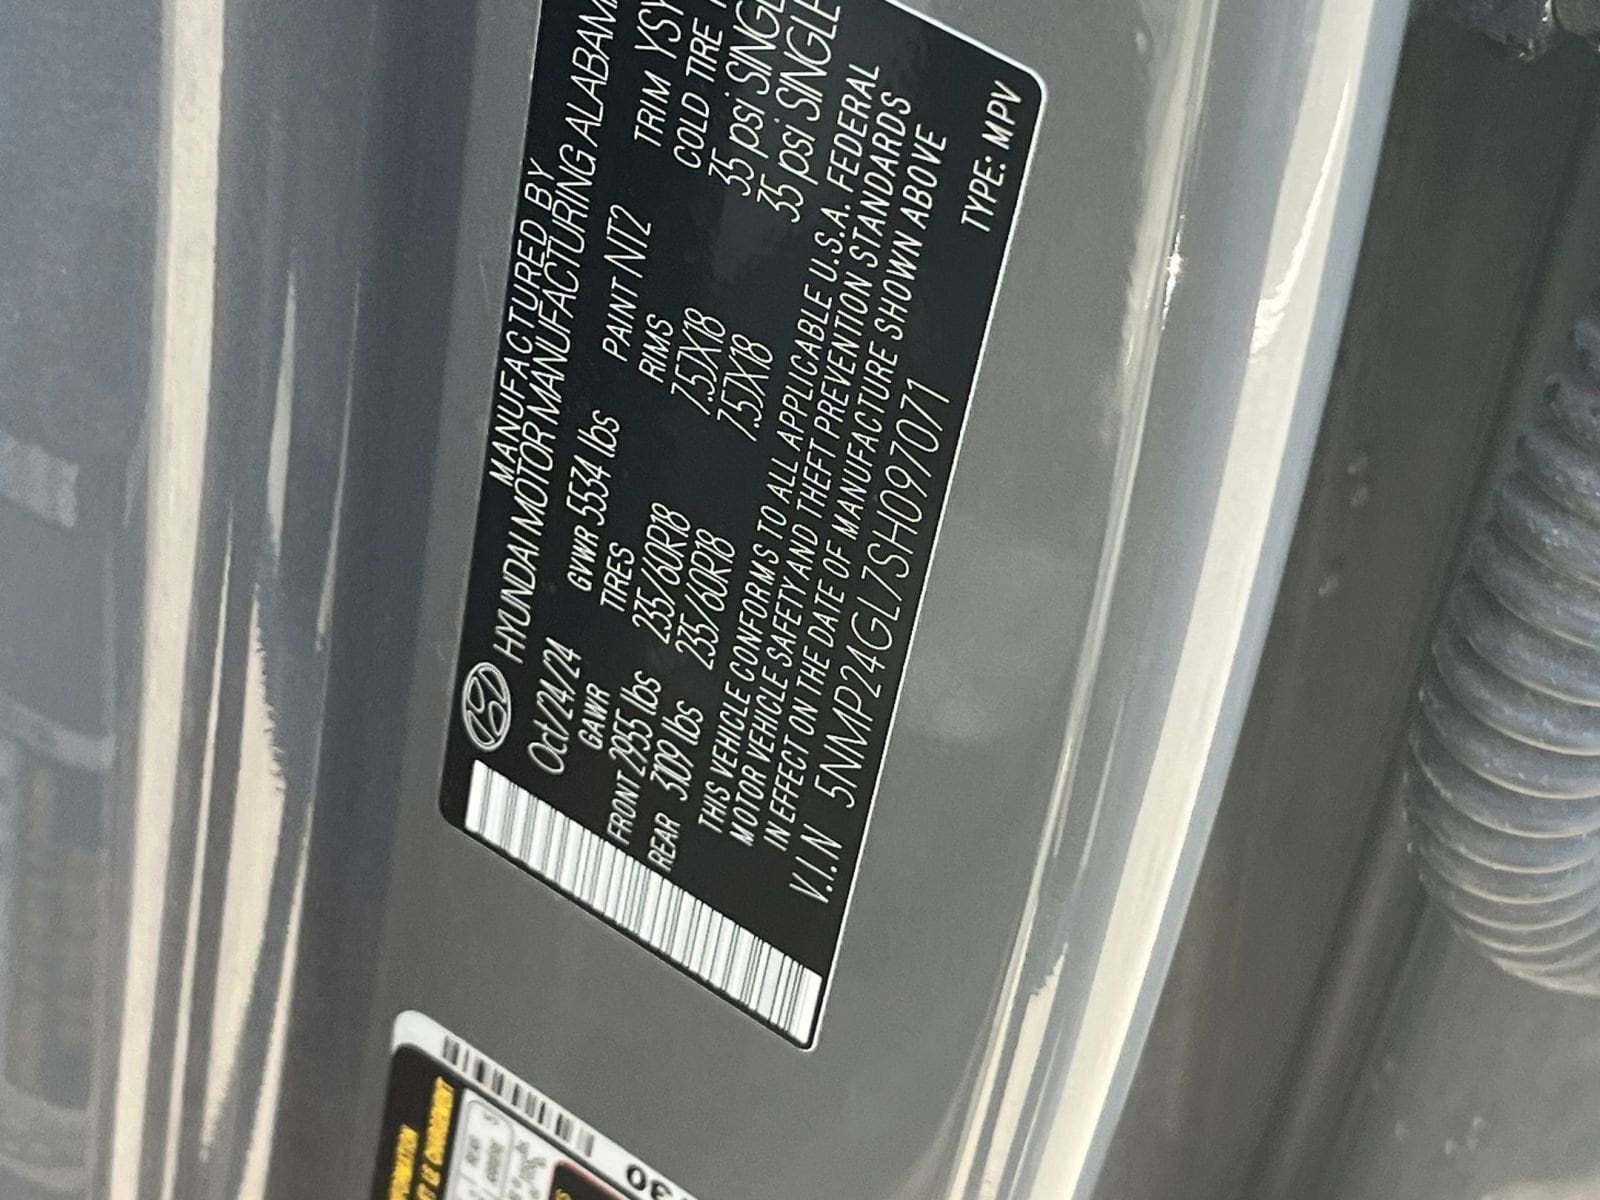 MANUFACTURED BY
HYUNDAI MOTOR MANUFACTURING ALABAM
Oct/24/24 GVWR 5534 lbs PAINT NT2 TRIM YSY
GAWR TIRES RIMS COLD TIRE
FRONT 2955 lbs 235/60R18 7.5JX18 35 psi SINGLE
REAR 3109 lbs 235/60R18 7.5JX18 35 psi SINGLE
THIS VEHICLE CONFORMS TO ALL APPLICABLE U.S.A. FEDERAL
MOTOR VEHICLE SAFETY AND THEFT PREVENTION STANDARDS
IN EFFECT ON THE DATE OF MANUFACTURE SHOWN ABOVE
V.I.N 5NMP24GL7SH097071 TYPE: MPV
/30